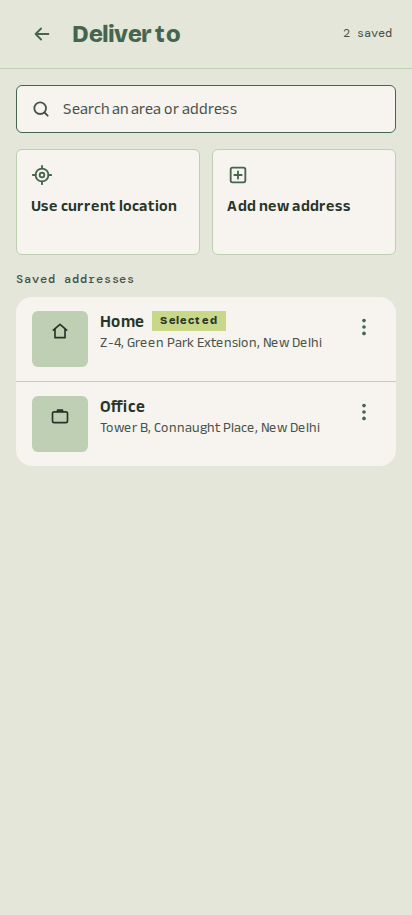 Deliver to
2 saved
Search an area or address
Use current location
Add new address
Saved addresses
Home
Selected
Z-4, Green Park Extension, New Delhi
Office
Tower B, Connaught Place, New Delhi